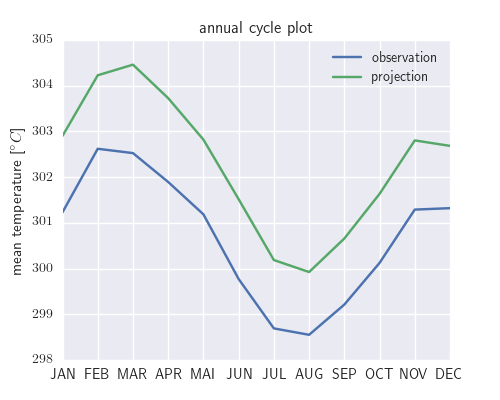 annual cycle plot
305
304
303
302
301
300
299
298
mean temperature [°C]
observation
projection
JAN FEB MAR APR MAI JUN JUL AUG SEP OCT NOV DEC